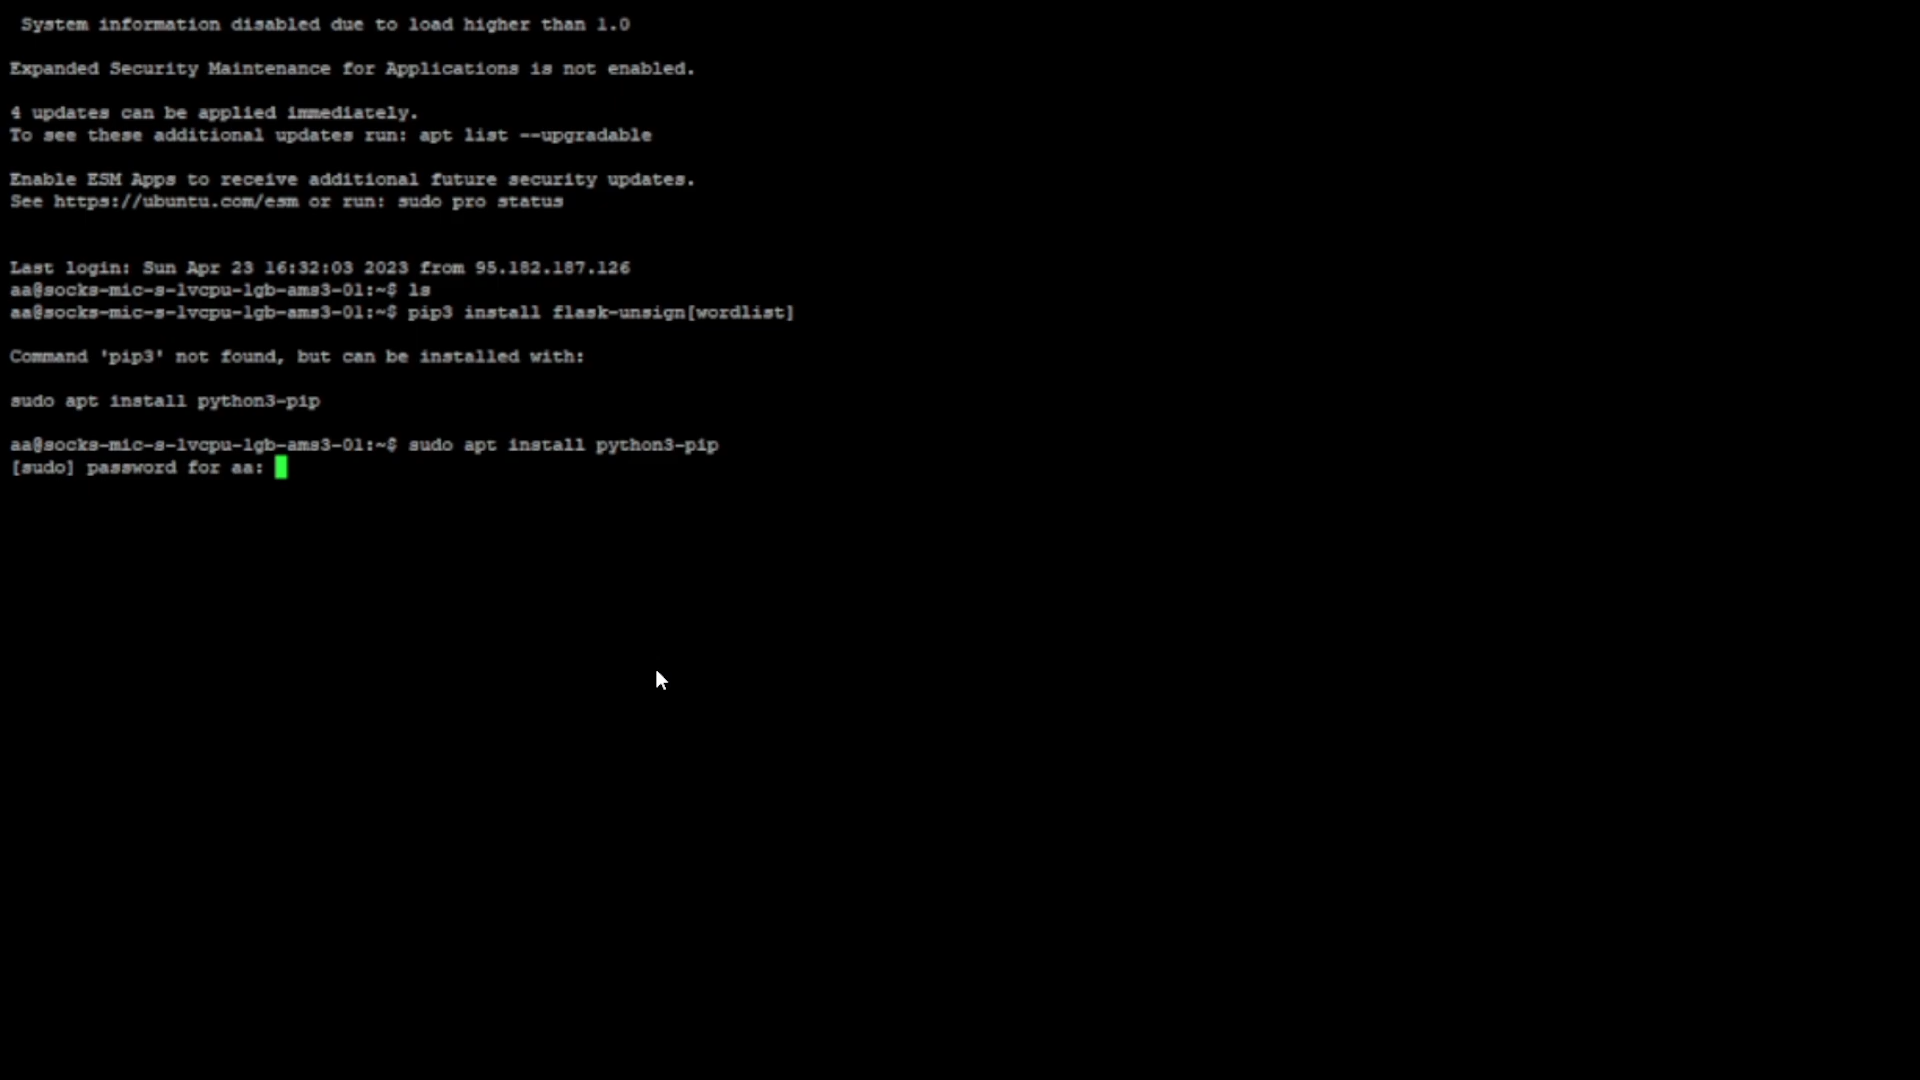 System information disabled due to load higher than 1.0
Expanded Security Maintenance for Applications is not enabled.
4 updates can be applied immediately.
To see these additional updates run: apt list --upgradable
Enable ESM Apps to receive additional future security updates.
See https://ubuntu.com/esm or run: sudo pro status
Last login: Sun Apr 23 16:32:03 2023 from 95.182.187.126
aa@socks-mic-s-1vcpu-1gb-ams3-01:~$ ls
aa@socks-mic-s-1vcpu-1gb-ams3-01:~$ pip3 install flask-unsign[wordlist]
Command 'pip3' not found, but can be installed with:
sudo apt install python3-pip
aa@socks-mic-s-1vcpu-1gb-ams3-01:~$ sudo apt install python3-pip
[sudo] password for aa: